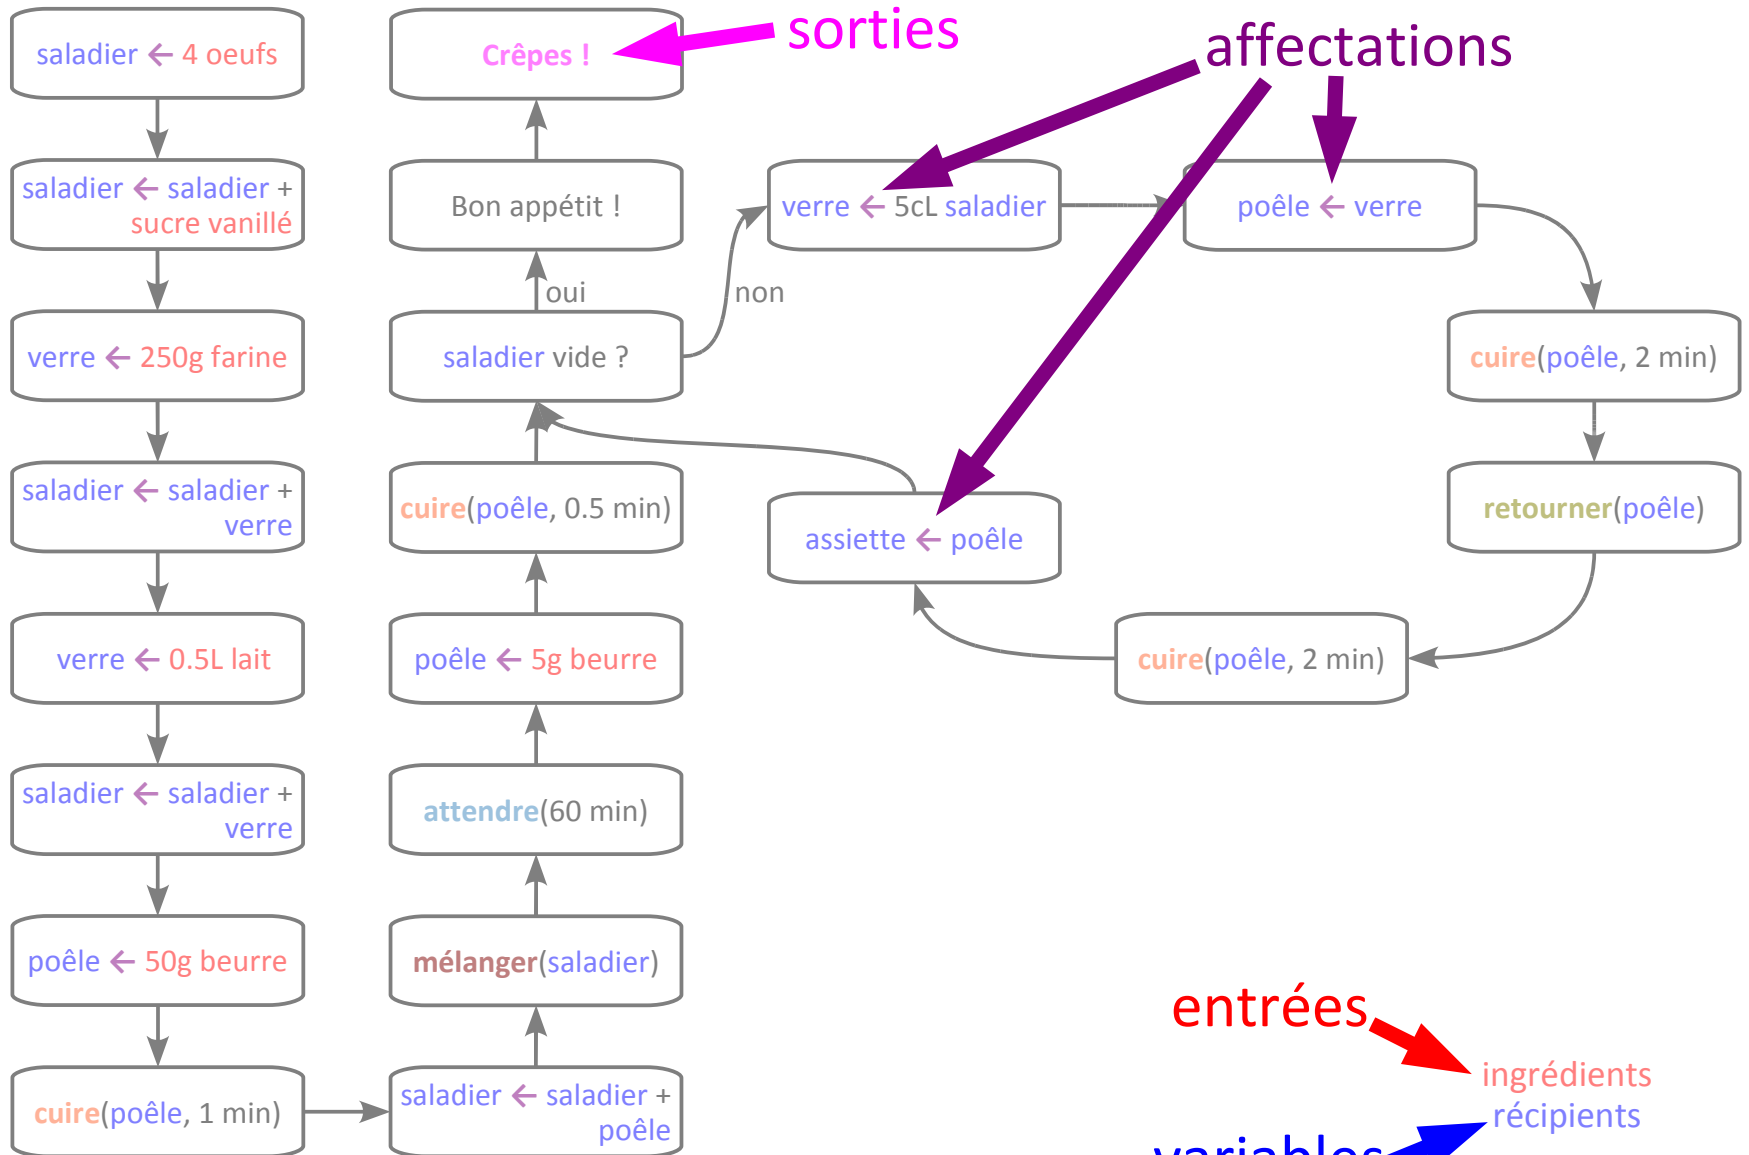 saladier ← 4 oeufs
saladier ← saladier +
sucre vanillé
verre ← 250g farine
saladier ← saladier +
verre
verre ← 0.5L lait
saladier ← saladier +
verre
poêle ← 50g beurre
cuire(poêle, 1 min)
saladier ← saladier +
poêle
mélanger(saladier)
attendre(60 min)
poêle ← 5g beurre
cuire(poêle, 0.5 min)
saladier vide ?
oui
non
Bon appétit !
Crêpes !
sorties
affectations
verre ← 5cL saladier
poêle ← verre
cuire(poêle, 2 min)
retourner(poêle)
cuire(poêle, 2 min)
assiette ← poêle
entrées
ingrédients
récipients
variables